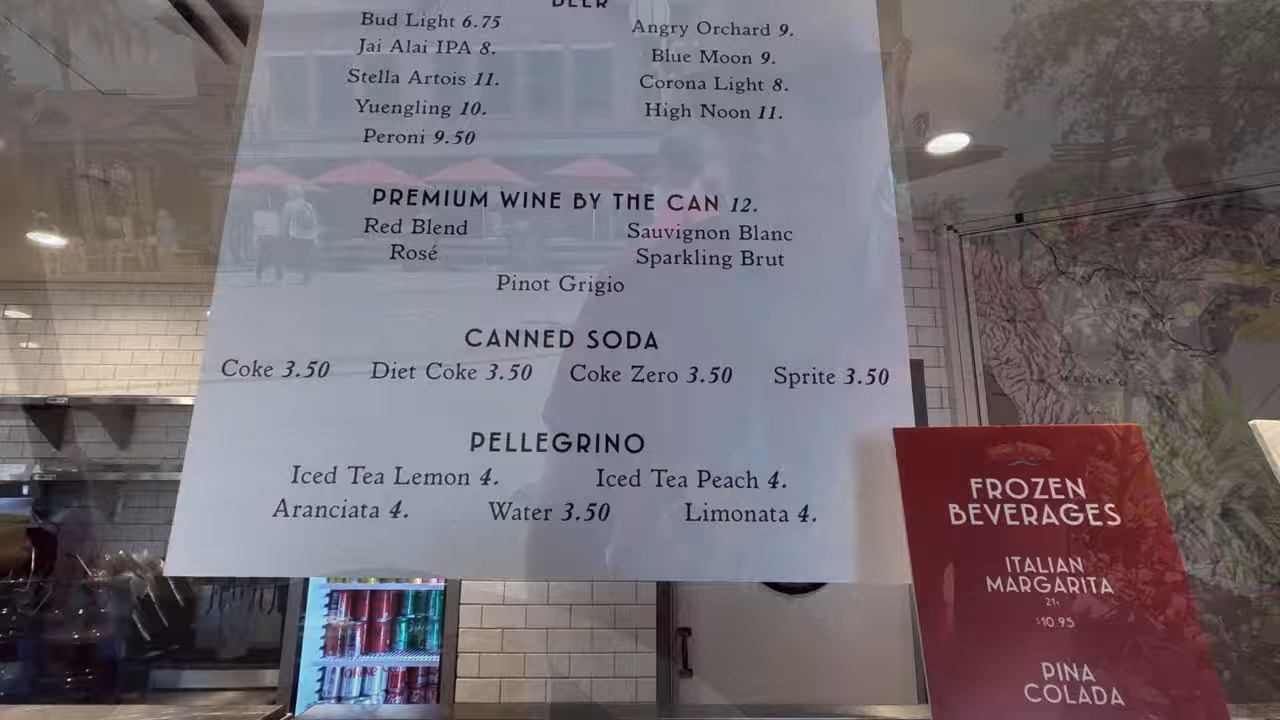 BEER
Bud Light 6.75
Angry Orchard 9.
Jai Alai IPA 8.
Blue Moon 9.
Stella Artois 11.
Corona Light 8.
Yuengling 10.
High Noon 11.
Peroni 9.50
PREMIUM WINE BY THE CAN 12.
Red Blend
Sauvignon Blanc
Rosé
Sparkling Brut
Pinot Grigio
CANNED SODA
Coke 3.50 Diet Coke 3.50 Coke Zero 3.50 Sprite 3.50
PELLEGRINO
Iced Tea Lemon 4. Iced Tea Peach 4.
Aranciata 4. Water 3.50 Limonata 4.
MEXICO
FROZEN
BEVERAGES
ITALIAN
MARGARITA
21+
$10.95
PINA
COLADA